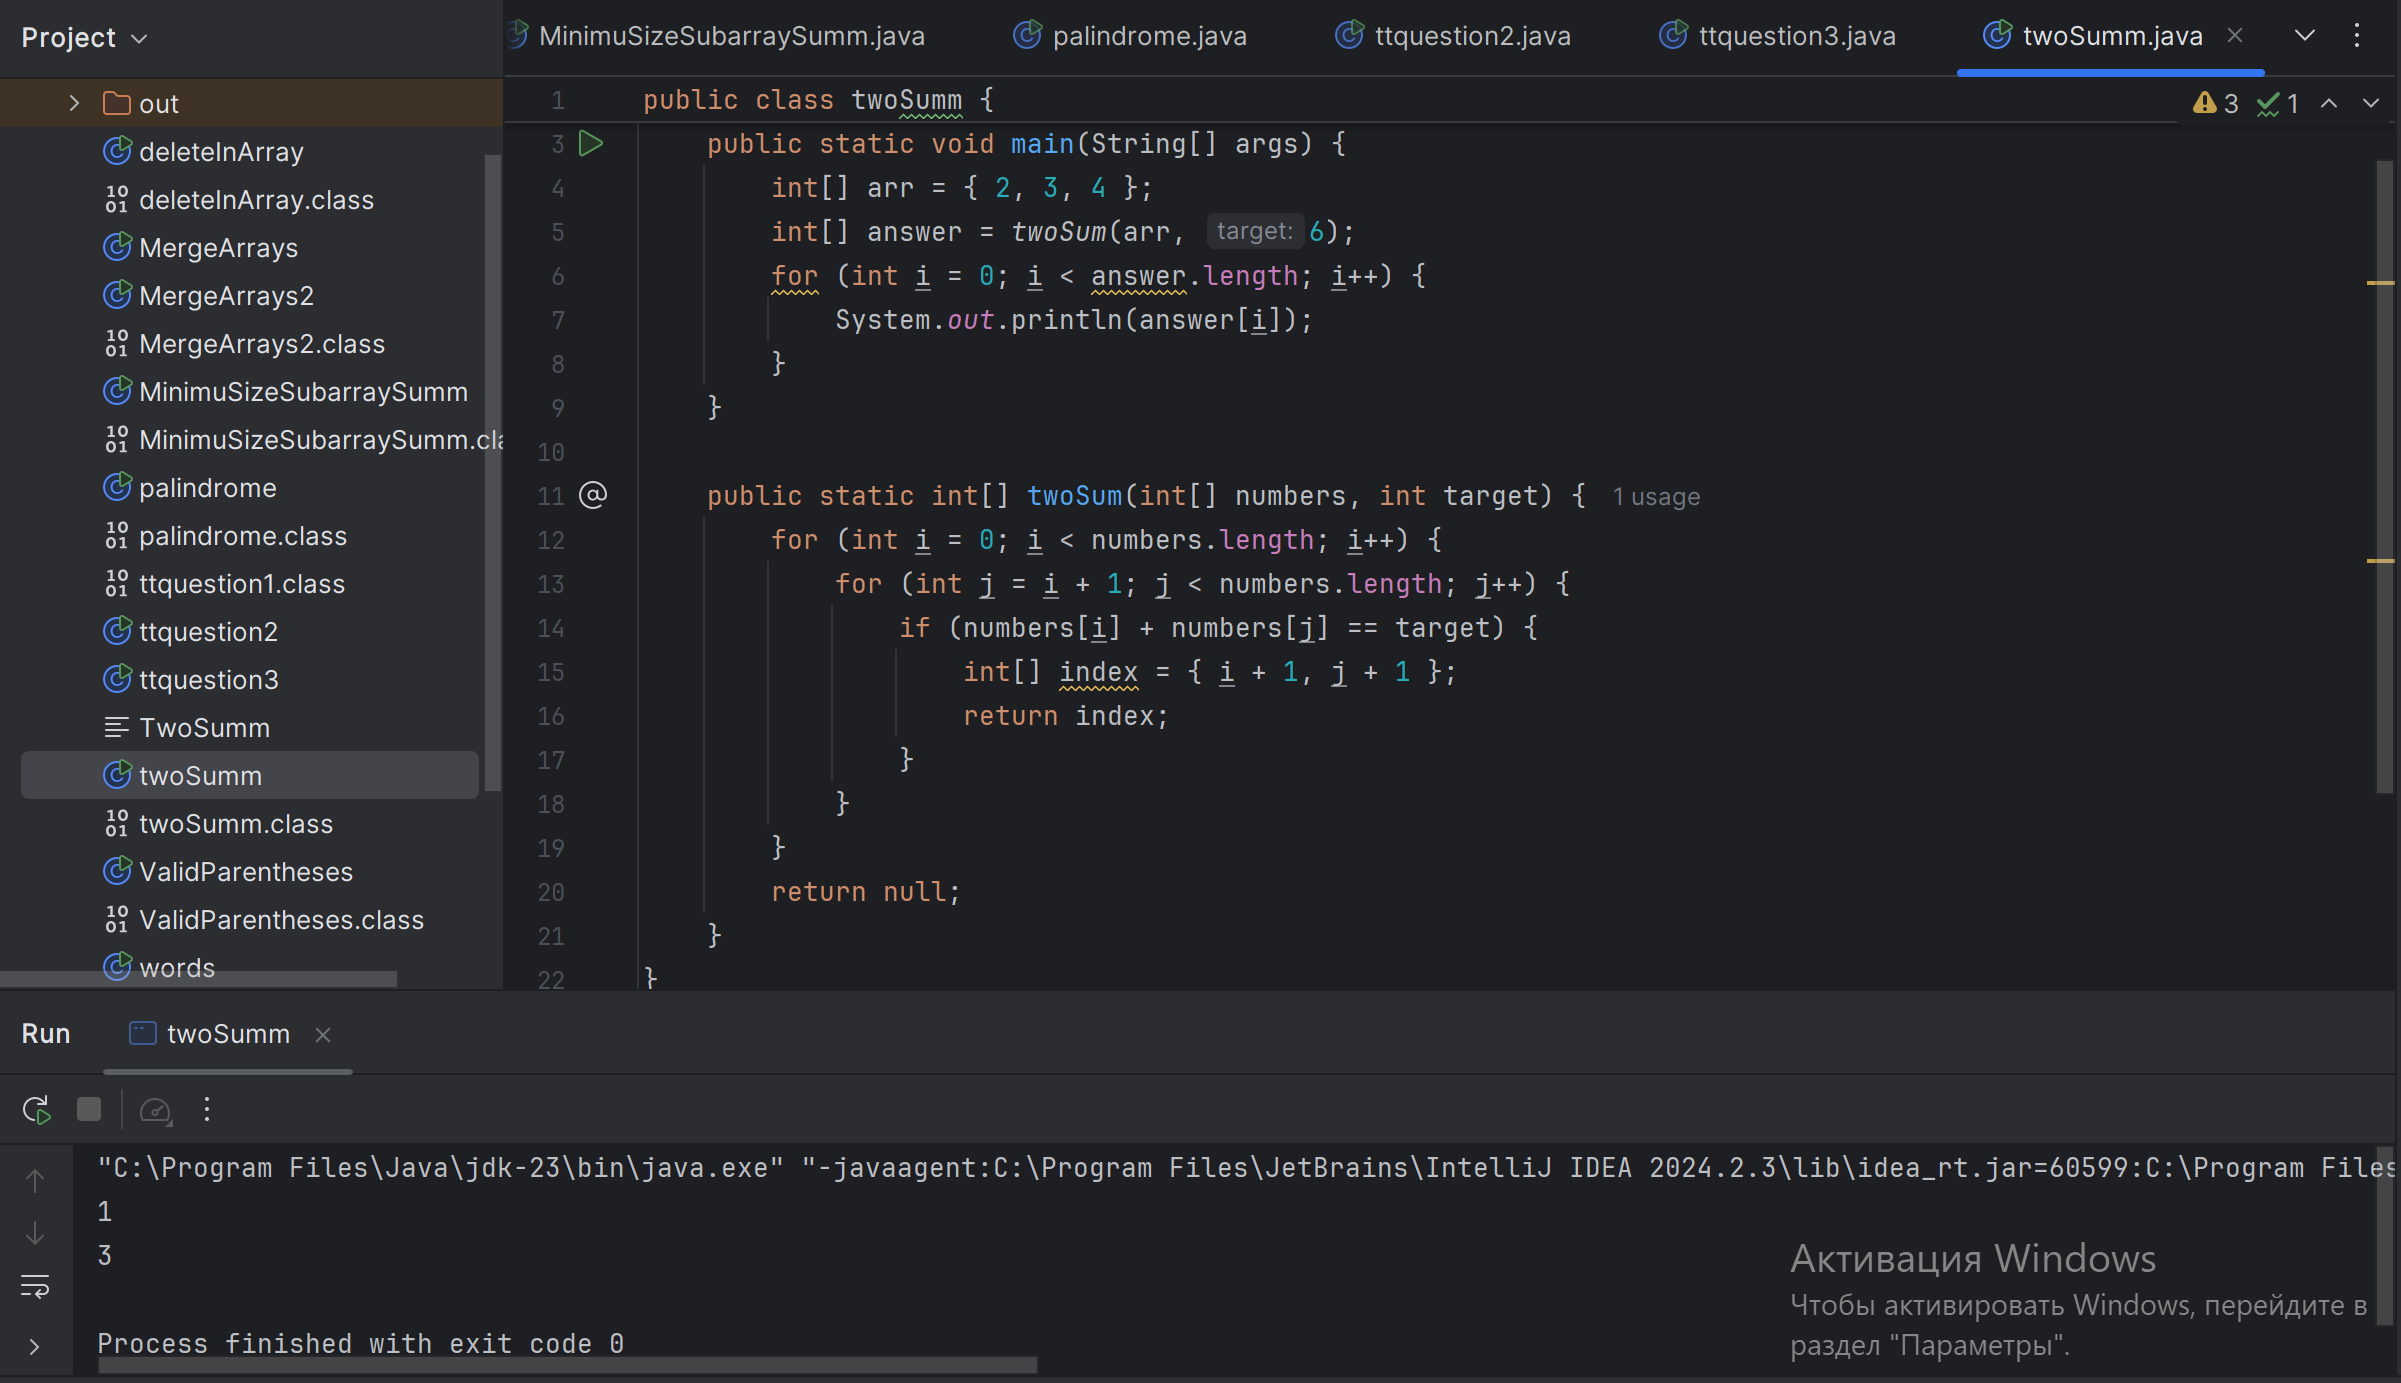 Project
MinimuSizeSubarraySumm.java palindrome.java ttquestion2.java ttquestion3.java twoSumm.java
out
deleteInArray
deleteInArray.class
MergeArrays
MergeArrays2
MergeArrays2.class
MinimuSizeSubarraySumm
MinimuSizeSubarraySumm.cla
palindrome
palindrome.class
ttquestion1.class
ttquestion2
ttquestion3
TwoSumm
twoSumm
twoSumm.class
ValidParentheses
ValidParentheses.class
words
1 public class twoSumm { 3 1
3 public static void main(String[] args) {
4 int[] arr = { 2, 3, 4 };
5 int[] answer = twoSum(arr, target: 6);
6 for (int i = 0; i < answer.length; i++) {
7 System.out.println(answer[i]);
8 }
9 }
10
11 @ public static int[] twoSum(int[] numbers, int target) { 1 usage
12 for (int i = 0; i < numbers.length; i++) {
13 for (int j = i + 1; j < numbers.length; j++) {
14 if (numbers[i] + numbers[j] == target) {
15 int[] index = { i + 1, j + 1 };
16 return index;
17 }
18 }
19 }
20 return null;
21 }
22 }
Run twoSumm
"C:\Program Files\Java\jdk-23\bin\java.exe" "-javaagent:C:\Program Files\JetBrains\IntelliJ IDEA 2024.2.3\lib\idea_rt.jar=60599:C:\Program Files
1
3
Process finished with exit code 0
Активация Windows
Чтобы активировать Windows, перейдите в
раздел "Параметры".